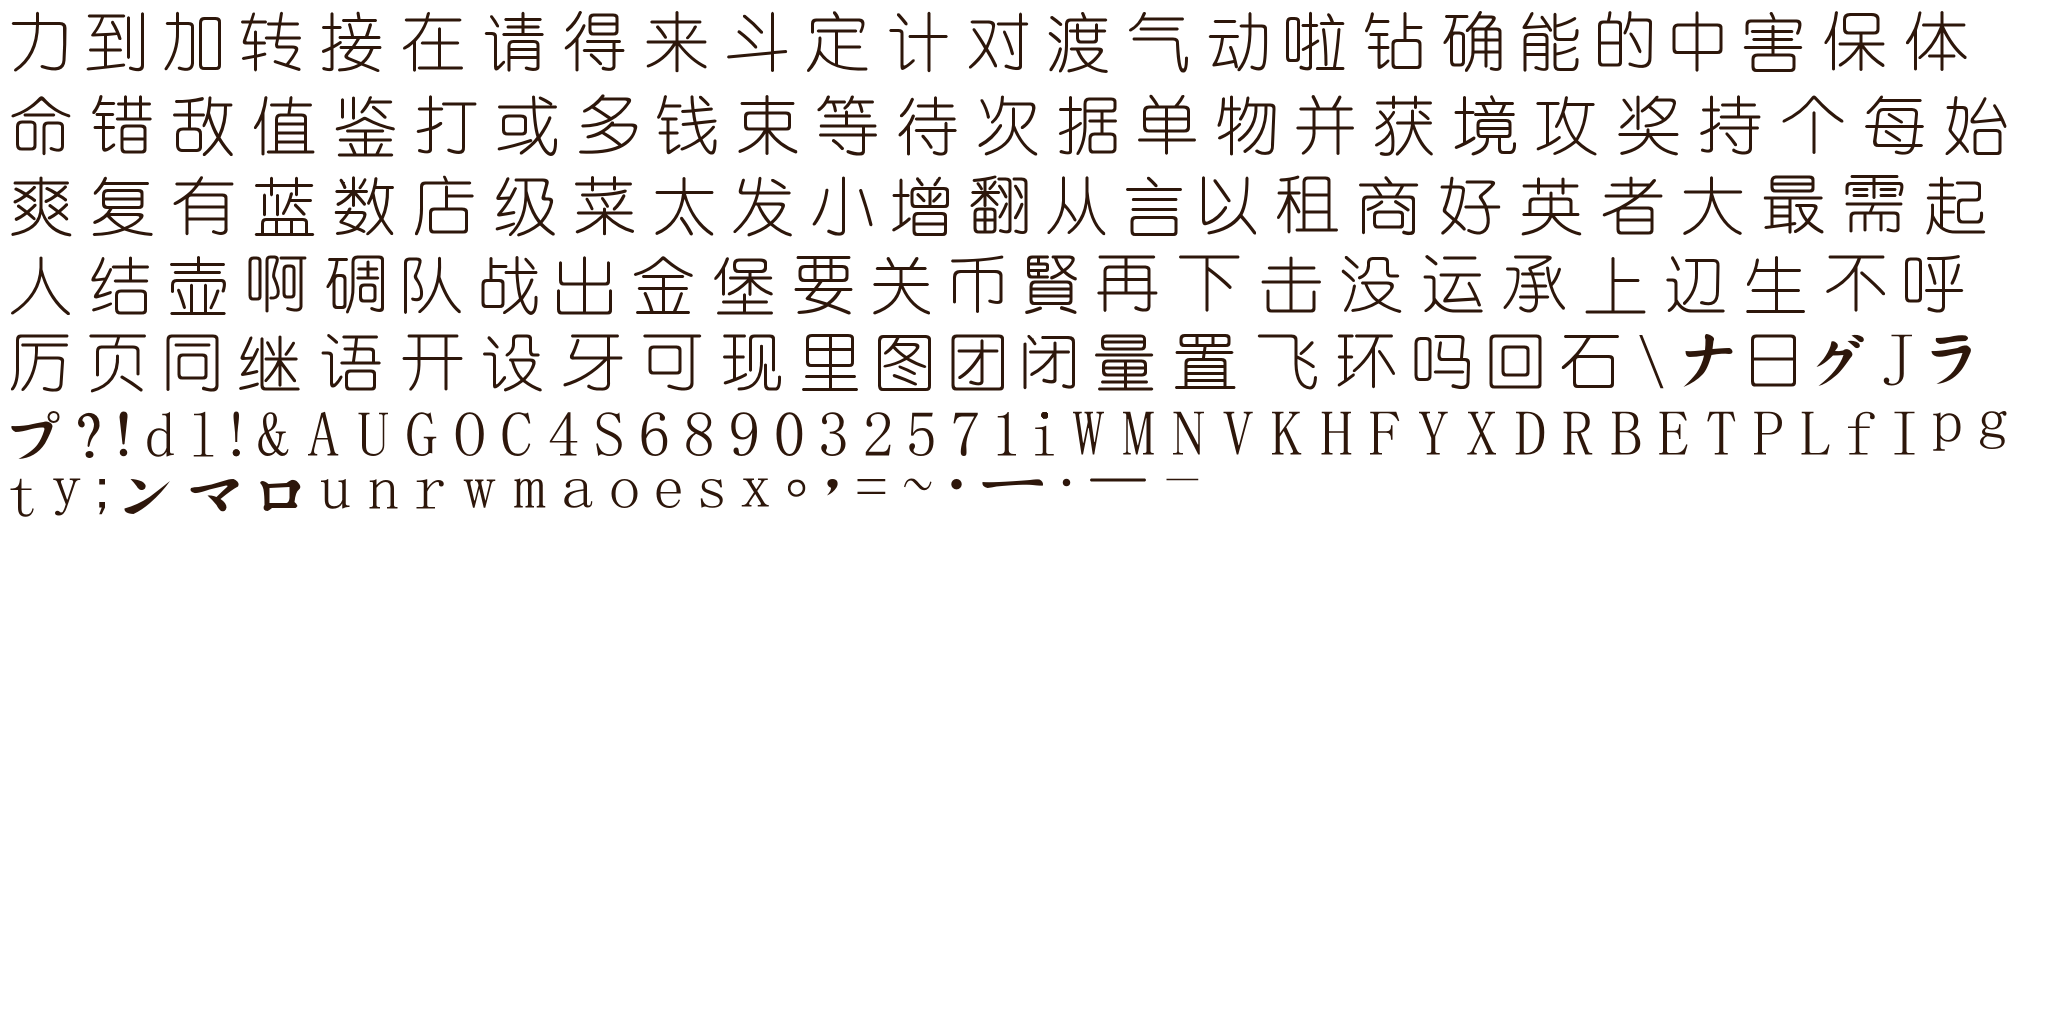 力到加转接在请得来斗定计对渡气动啦钻确能的中害保体
命错敌值鉴打或多钱束等待次据单物并获境攻奖持个每始
爽复有蓝数店级菜太发小增翻从言以租商好英者大最需起
人结壶啊碉队战出金堡要关币賢再下击没运承上辺生不呼
厉页同继语开设牙可现里图团闭量置飞环吗回石\ナ日グJラ
プ?!dl!&AUGOC4S689032571iWMNVKHFYXDRBETPLfIpg
ty;ンマロunrwmaoesx。,=~·一·—–